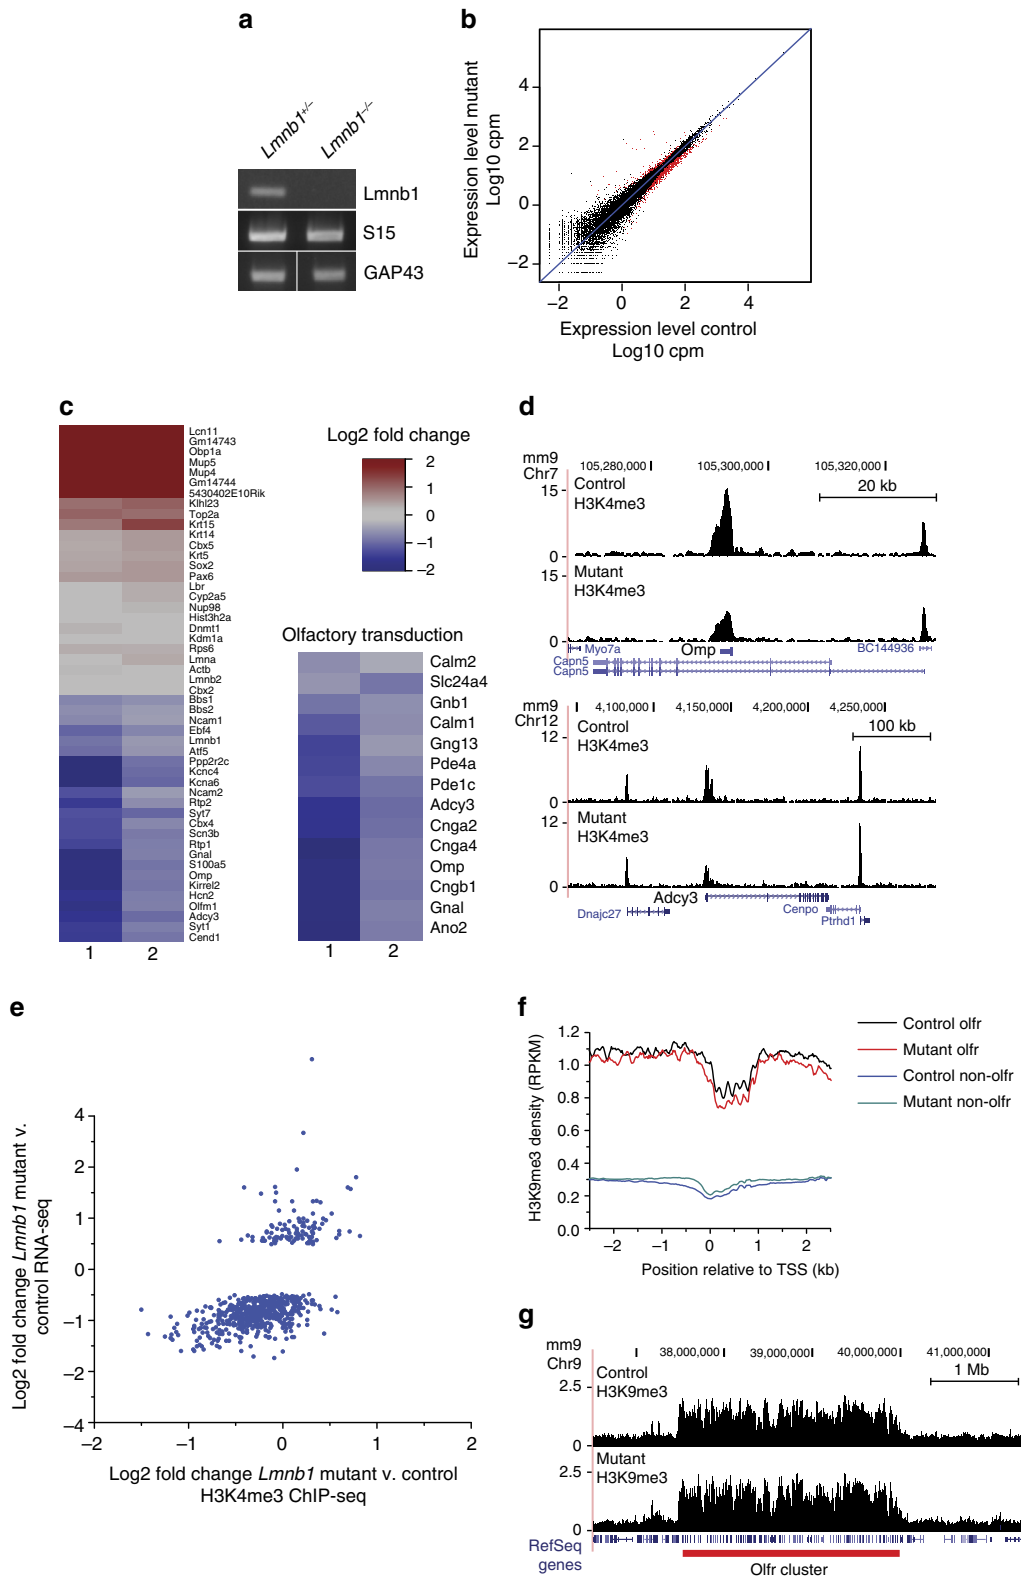 a
Lmnb1+/−
Lmnb1−/−
Lmnb1
S15
GAP43
b
Expression level mutant
Log10 cpm
4
2
0
−2
−2
0
2
4
Expression level control
Log10 cpm
c
Lcn11
Gm14743
Obp1a
Mup5
Mup4
Gm14744
5430402E10Rik
Klhl23
Top2a
Krt15
Krt14
Cbx5
Krt5
Sox2
Pax6
Lbr
Cyp2a5
Nup98
Hist3h2a
Dnmt1
Kdm1a
Rps6
Lmna
Actb
Lmnb2
Cbx2
Bbs1
Bbs2
Ncam1
Ebf4
Lmnb1
Atf5
Ppp2r2c
Kcnc4
Kcna6
Ncam2
Rtp2
Syt7
Cbx4
Scn3b
Rtp1
Gnal
S100a5
Omp
Kirrel2
Hcn2
Olfm1
Adcy3
Syt1
Cend1
1
2
Log2 fold change
2
1
0
−1
−2
Olfactory transduction
Calm2
Slc24a4
Gnb1
Calm1
Gng13
Pde4a
Pde1c
Adcy3
Cnga2
Cnga4
Omp
Cngb1
Gnal
Ano2
1
2
d
mm9
Chr7
105,280,000
105,300,000
105,320,000
20 kb
Control
H3K4me3
15
0
Mutant
H3K4me3
15
0
Myo7a
Omp
BC144936
Capn5
Capn5
mm9
Chr12
4,100,000
4,150,000
4,200,000
4,250,000
100 kb
Control
H3K4me3
12
0
Mutant
H3K4me3
12
0
Adcy3
Dnajc27
Cenpo
Ptrhd1
e
Log2 fold change Lmnb1 mutant v.
control RNA-seq
4
2
1
0
−1
−2
−4
−2
−1
0
1
2
Log2 fold change Lmnb1 mutant v. control
H3K4me3 ChIP-seq
f
H3K9me3 density (RPKM)
1.2
1.0
0.8
0.6
0.4
0.2
0.0
−2
−1
0
1
2
Position relative to TSS (kb)
Control olfr
Mutant olfr
Control non-olfr
Mutant non-olfr
g
mm9
Chr9
38,000,000
39,000,000
40,000,000
41,000,000
1 Mb
Control
H3K9me3
2.5
0
Mutant
H3K9me3
2.5
0
RefSeq
genes
Olfr cluster